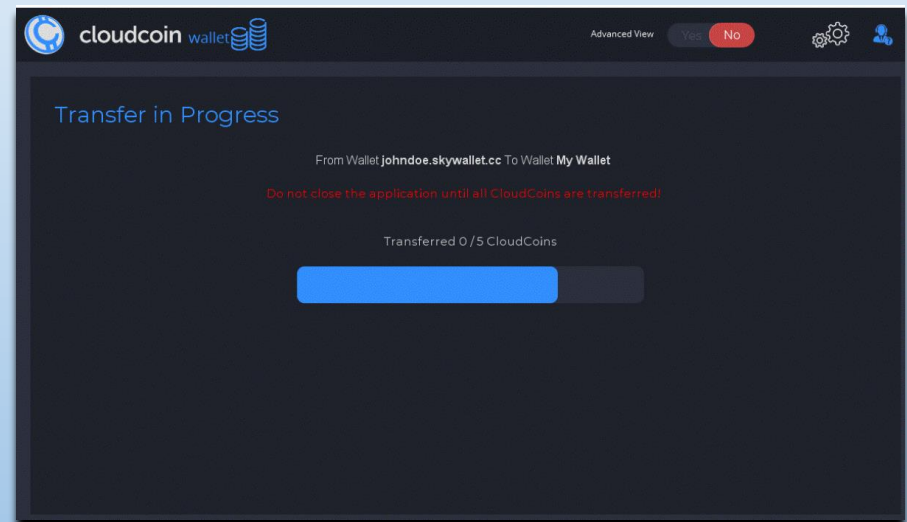 cloudcoin wallet
Advanced View Yes No
Transfer in Progress
From Wallet johndoe.skywallet.cc To Wallet My Wallet
Do not close the application until all CloudCoins are transferred!
Transferred 0 / 5 CloudCoins